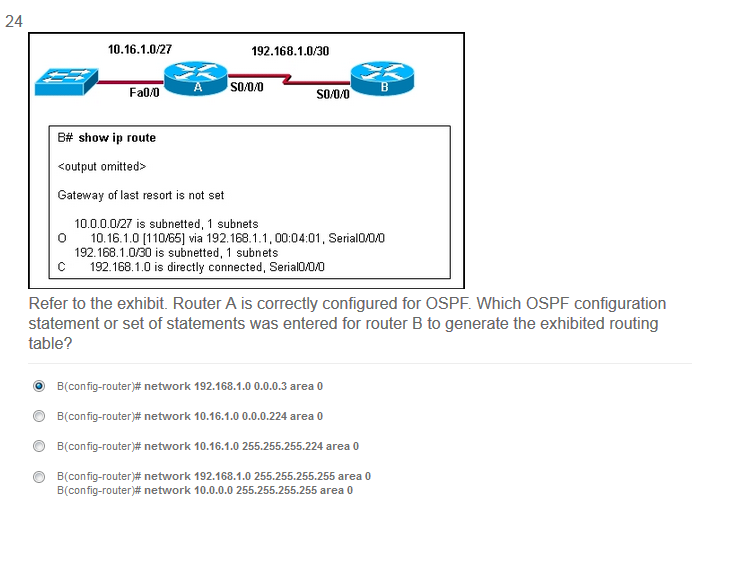 24
10.16.1.0/27
192.168.1.0/30
Fa0/0
A
S0/0/0
S0/0/0
B
B# show ip route
<output omitted>
Gateway of last resort is not set
10.0.0.0/27 is subnetted, 1 subnets
O 10.16.1.0 [110/65] via 192.168.1.1, 00:04:01, Serial0/0/0
192.168.1.0/30 is subnetted, 1 subnets
C 192.168.1.0 is directly connected, Serial0/0/0
Refer to the exhibit. Router A is correctly configured for OSPF. Which OSPF configuration
statement or set of statements was entered for router B to generate the exhibited routing
table?
B(config-router)# network 192.168.1.0 0.0.0.3 area 0
B(config-router)# network 10.16.1.0 0.0.0.224 area 0
B(config-router)# network 10.16.1.0 255.255.255.224 area 0
B(config-router)# network 192.168.1.0 255.255.255.255 area 0
B(config-router)# network 10.0.0.0 255.255.255.255 area 0